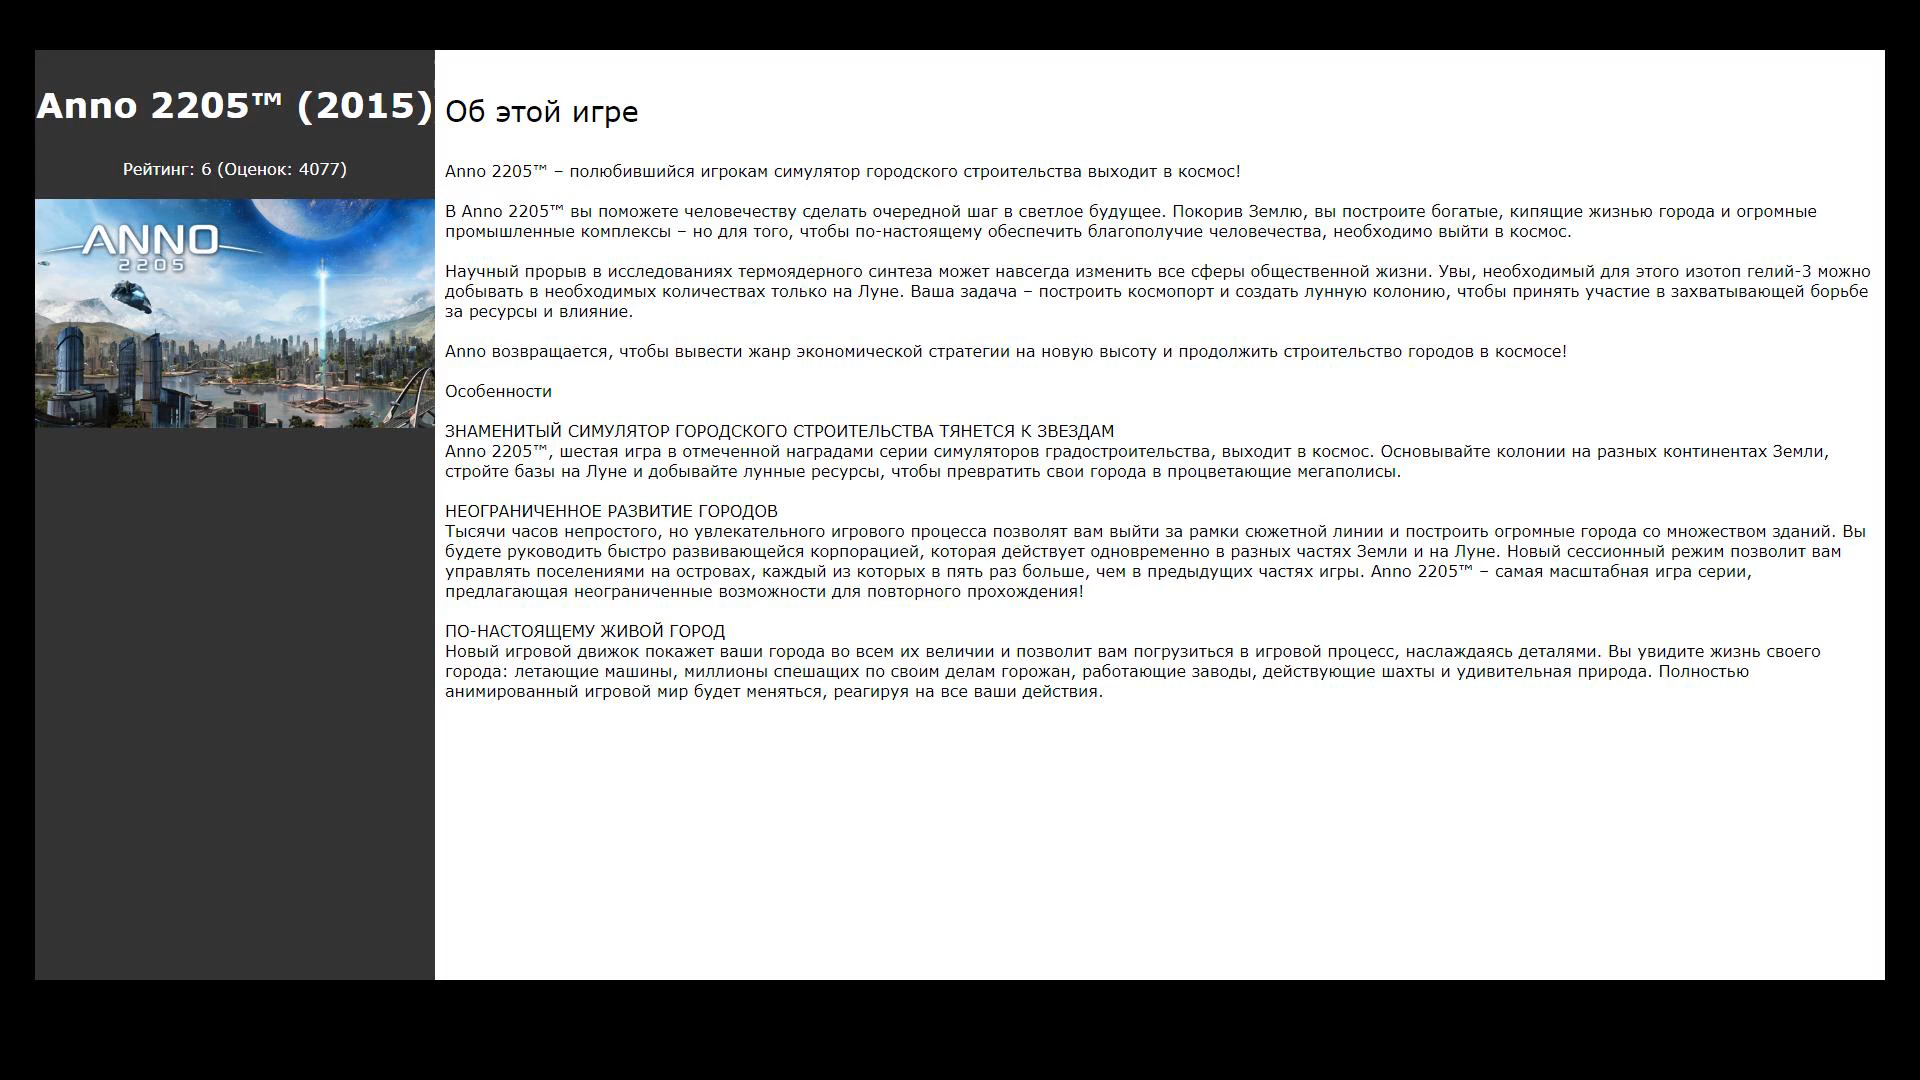 Anno 2205™ (2015)
Рейтинг: 6 (Оценок: 4077)
ANNO
2205
Об этой игре
Anno 2205™ – полюбившийся игрокам симулятор городского строительства выходит в космос!
В Anno 2205™ вы поможете человечеству сделать очередной шаг в светлое будущее. Покорив Землю, вы построите богатые, кипящие жизнью города и огромные
промышленные комплексы – но для того, чтобы по-настоящему обеспечить благополучие человечества, необходимо выйти в космос.
Научный прорыв в исследованиях термоядерного синтеза может навсегда изменить все сферы общественной жизни. Увы, необходимый для этого изотоп гелий-3 можно
добывать в необходимых количествах только на Луне. Ваша задача – построить космопорт и создать лунную колонию, чтобы принять участие в захватывающей борьбе
за ресурсы и влияние.
Anno возвращается, чтобы вывести жанр экономической стратегии на новую высоту и продолжить строительство городов в космосе!
Особенности
ЗНАМЕНИТЫЙ СИМУЛЯТОР ГОРОДСКОГО СТРОИТЕЛЬСТВА ТЯНЕТСЯ К ЗВЕЗДАМ
Anno 2205™, шестая игра в отмеченной наградами серии симуляторов градостроительства, выходит в космос. Основывайте колонии на разных континентах Земли,
стройте базы на Луне и добывайте лунные ресурсы, чтобы превратить свои города в процветающие мегаполисы.
НЕОГРАНИЧЕННОЕ РАЗВИТИЕ ГОРОДОВ
Тысячи часов непростого, но увлекательного игрового процесса позволят вам выйти за рамки сюжетной линии и построить огромные города со множеством зданий. Вы
будете руководить быстро развивающейся корпорацией, которая действует одновременно в разных частях Земли и на Луне. Новый сессионный режим позволит вам
управлять поселениями на островах, каждый из которых в пять раз больше, чем в предыдущих частях игры. Anno 2205™ – самая масштабная игра серии,
предлагающая неограниченные возможности для повторного прохождения!
ПО-НАСТОЯЩЕМУ ЖИВОЙ ГОРОД
Новый игровой движок покажет ваши города во всем их величии и позволит вам погрузиться в игровой процесс, наслаждаясь деталями. Вы увидите жизнь своего
города: летающие машины, миллионы спешащих по своим делам горожан, работающие заводы, действующие шахты и удивительная природа. Полностью
анимированный игровой мир будет меняться, реагируя на все ваши действия.